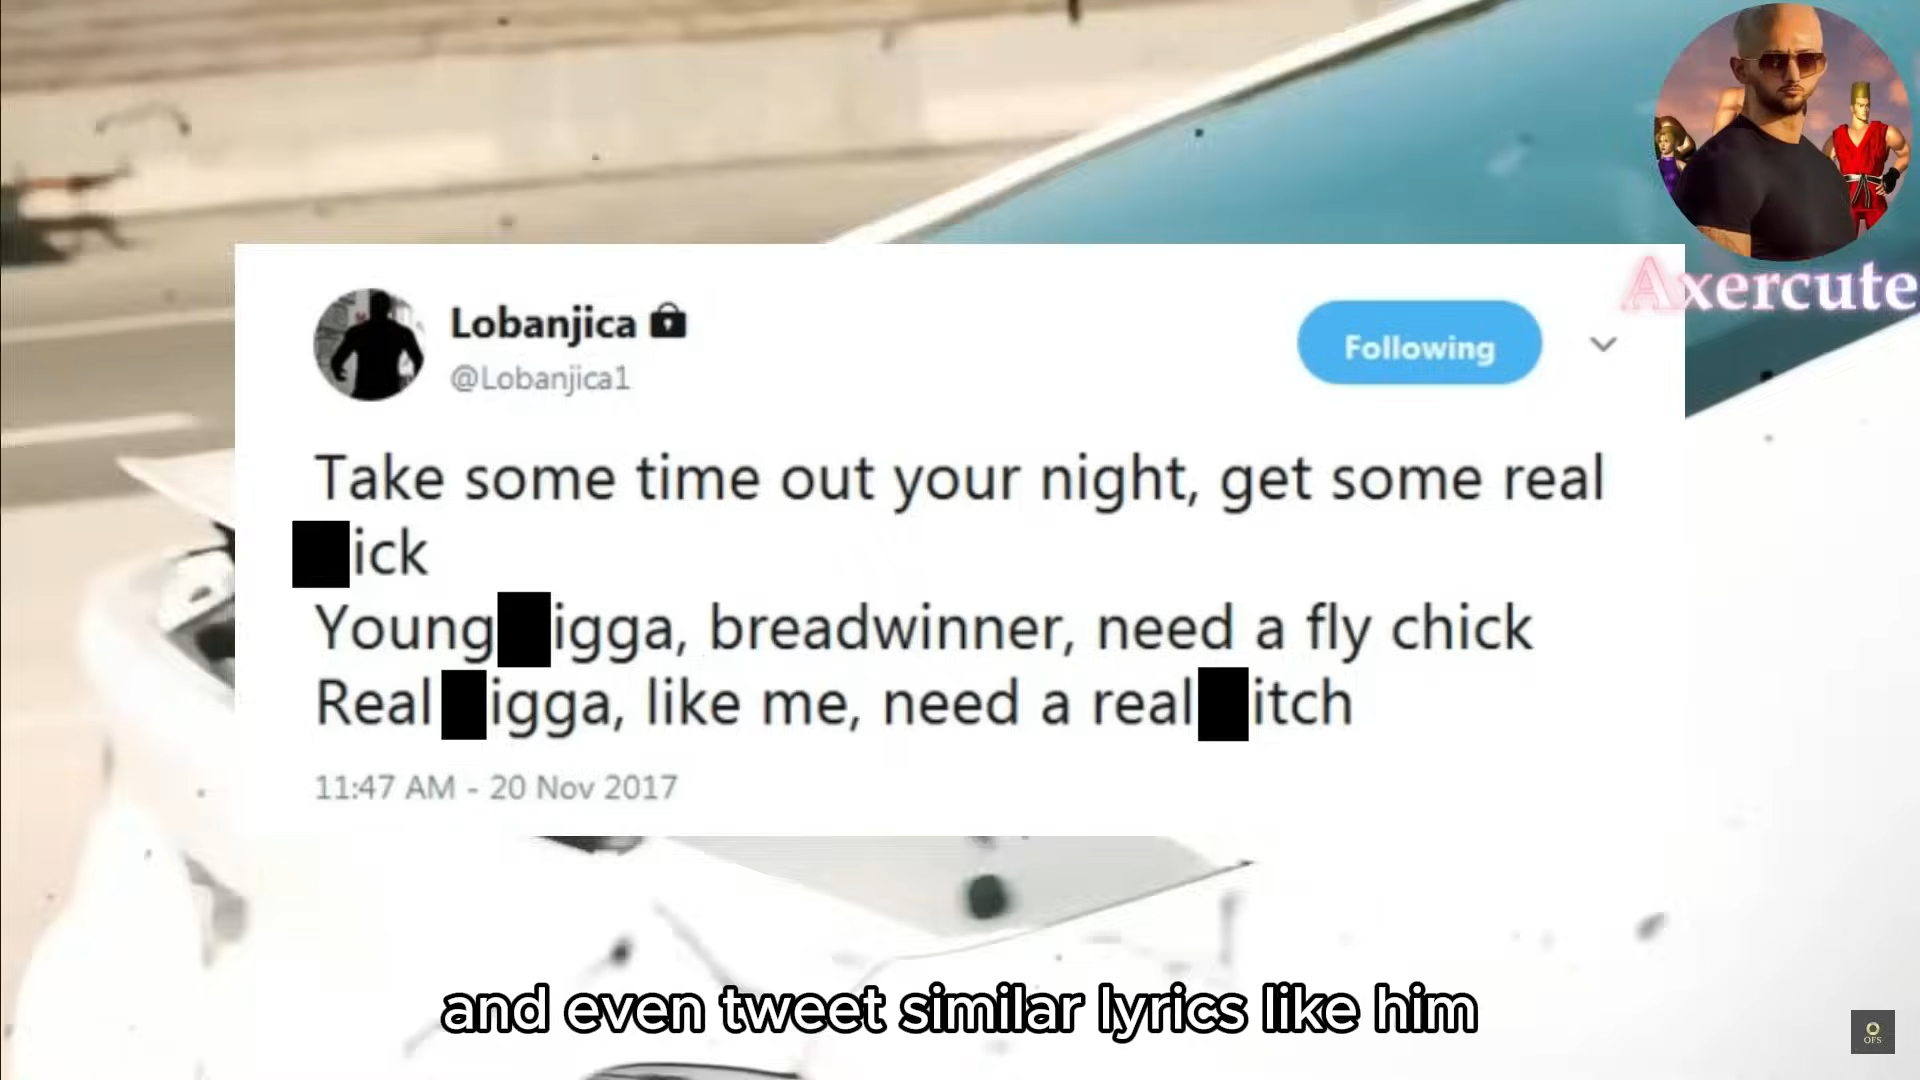 Axercute
Lobanjica
@Lobanjica1
Following
Take some time out your night, get some real
ick
Young igga, breadwinner, need a fly chick
Real igga, like me, need a real itch
11:47 AM - 20 Nov 2017
and even tweet similar lyrics like him
OFS